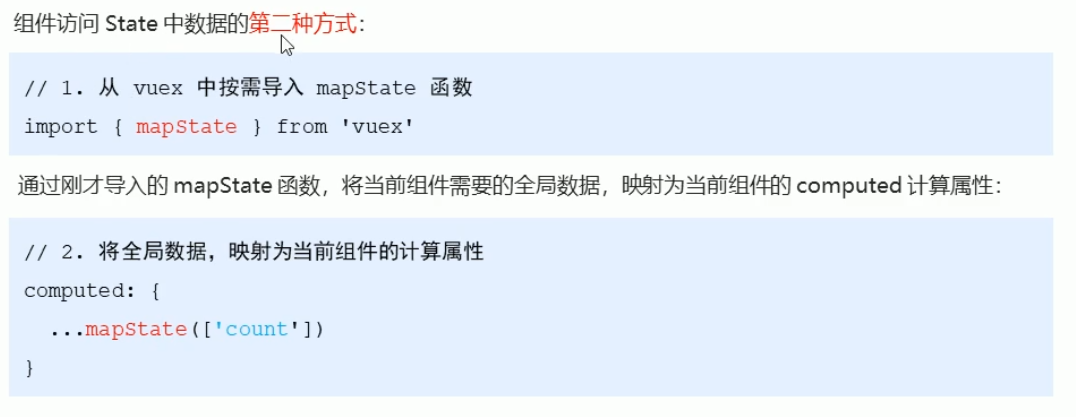 组件访问 State 中数据的第二种方式：
// 1. 从 vuex 中按需导入 mapState 函数
import { mapState } from 'vuex'
通过刚才导入的 mapState 函数，将当前组件需要的全局数据，映射为当前组件的 computed 计算属性：
// 2. 将全局数据，映射为当前组件的计算属性
computed: {
  ...mapState(['count'])
}